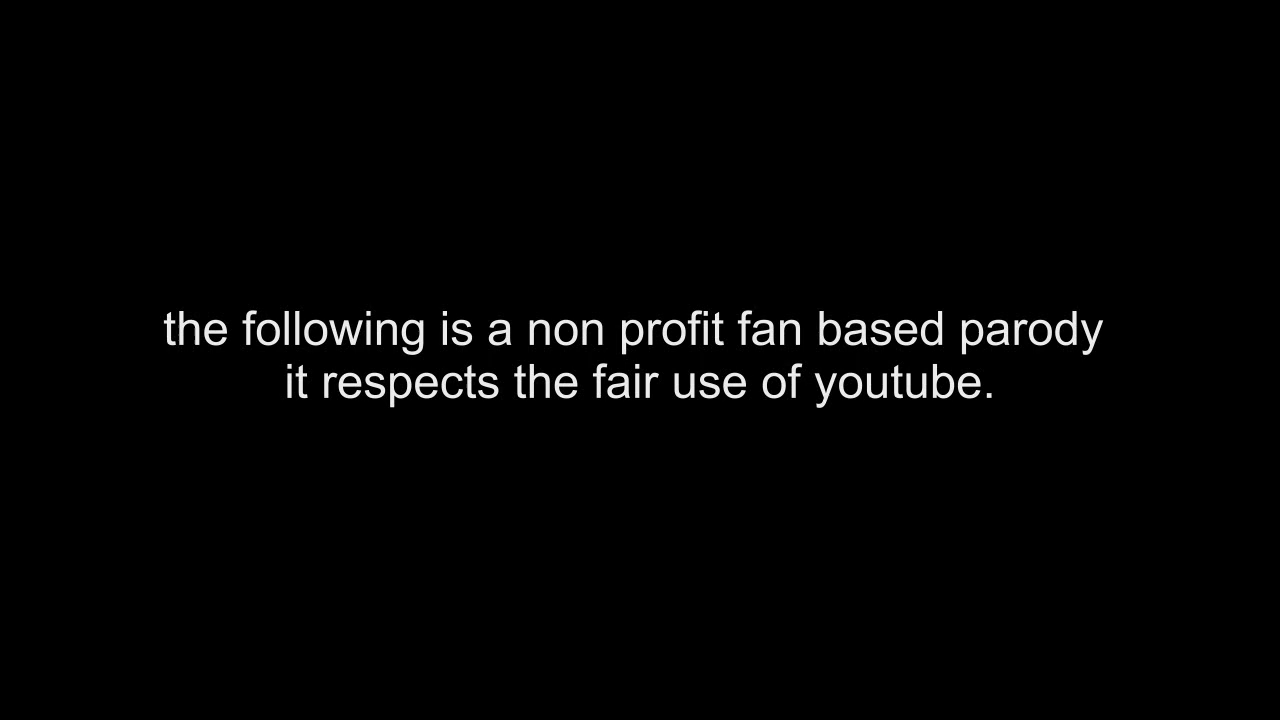 the following is a non profit fan based parody
it respects the fair use of youtube.